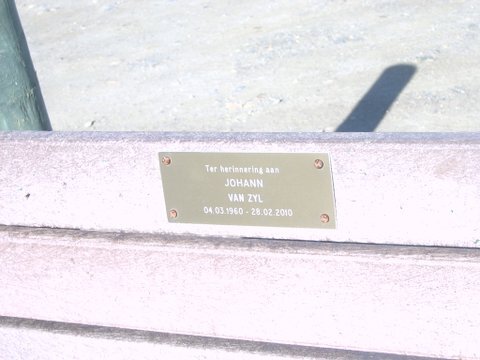 Ter herinnering aan
JOHANN
VAN ZYL
04.03.1960 - 28.02.2010